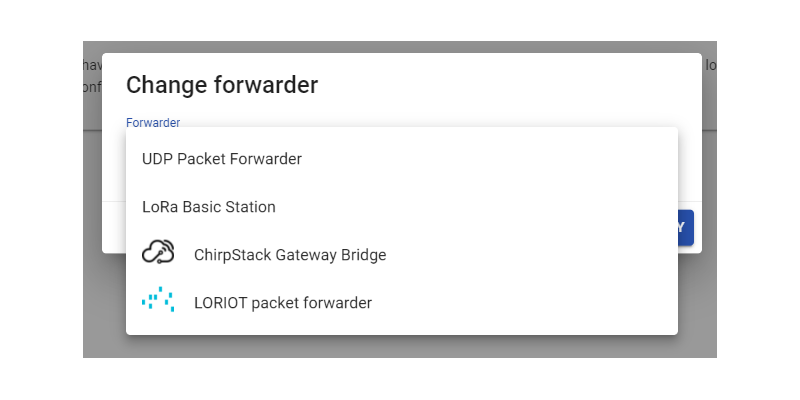 hav
lo
Change forwarder
onf
Forwarder
UDP Packet Forwarder
LoRa Basic Station
Y
ChirpStack Gateway Bridge
LORIOT packet forwarder